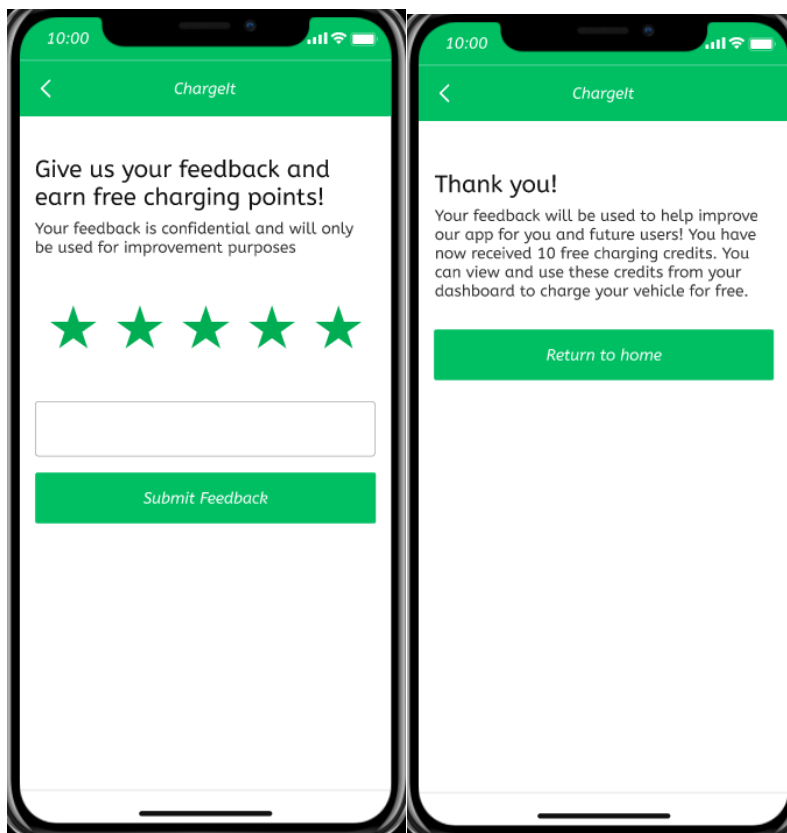 10:00
ChargeIt
Give us your feedback and
earn free charging points!
Your feedback is confidential and will only
be used for improvement purposes
Submit Feedback
10:00
ChargeIt
Thank you!
Your feedback will be used to help improve
our app for you and future users! You have
now received 10 free charging credits. You
can view and use these credits from your
dashboard to charge your vehicle for free.
Return to home